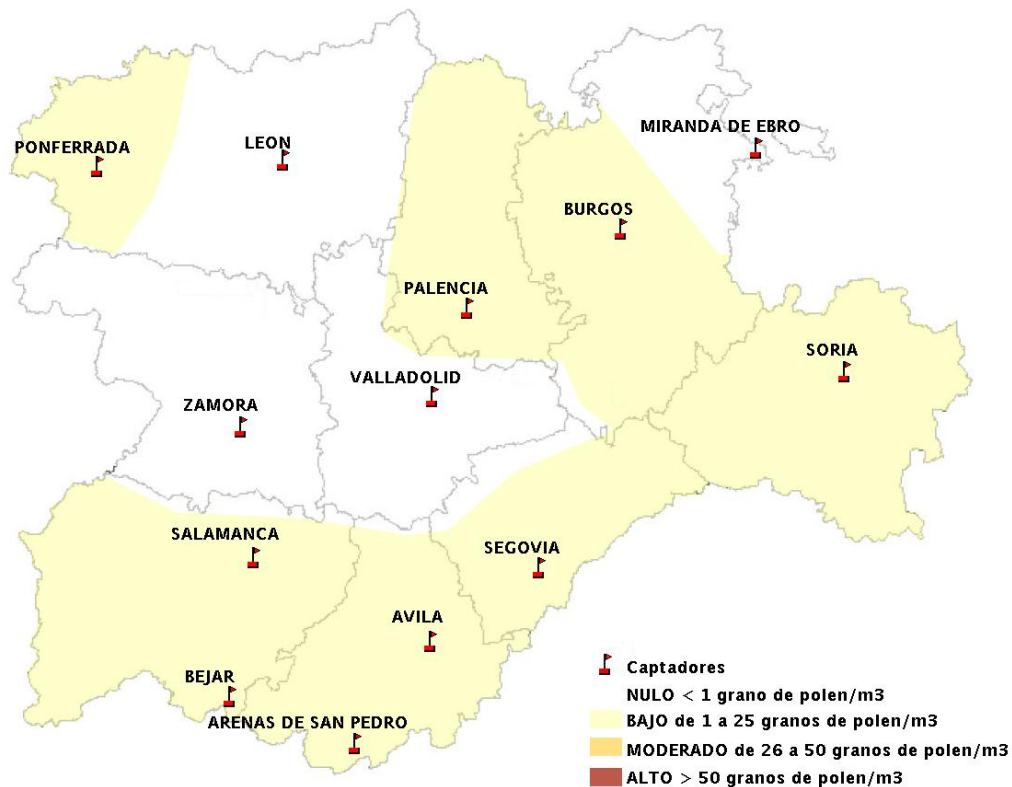 MIRANDA DE EBRO
PONFERRADA
LEON
BURGOS
PALENCIA
SORIA
VALLADOLID
ZAMORA
SALAMANCA
SEGOVIA
AVILA
BEJAR
ARENAS DE SAN PEDRO
Captadores
NULO < 1 grano de polen/m3
BAJO de 1 a 25 granos de polen/m3
MODERADO de 26 a 50 granos de polen/m3
ALTO > 50 granos de polen/m3